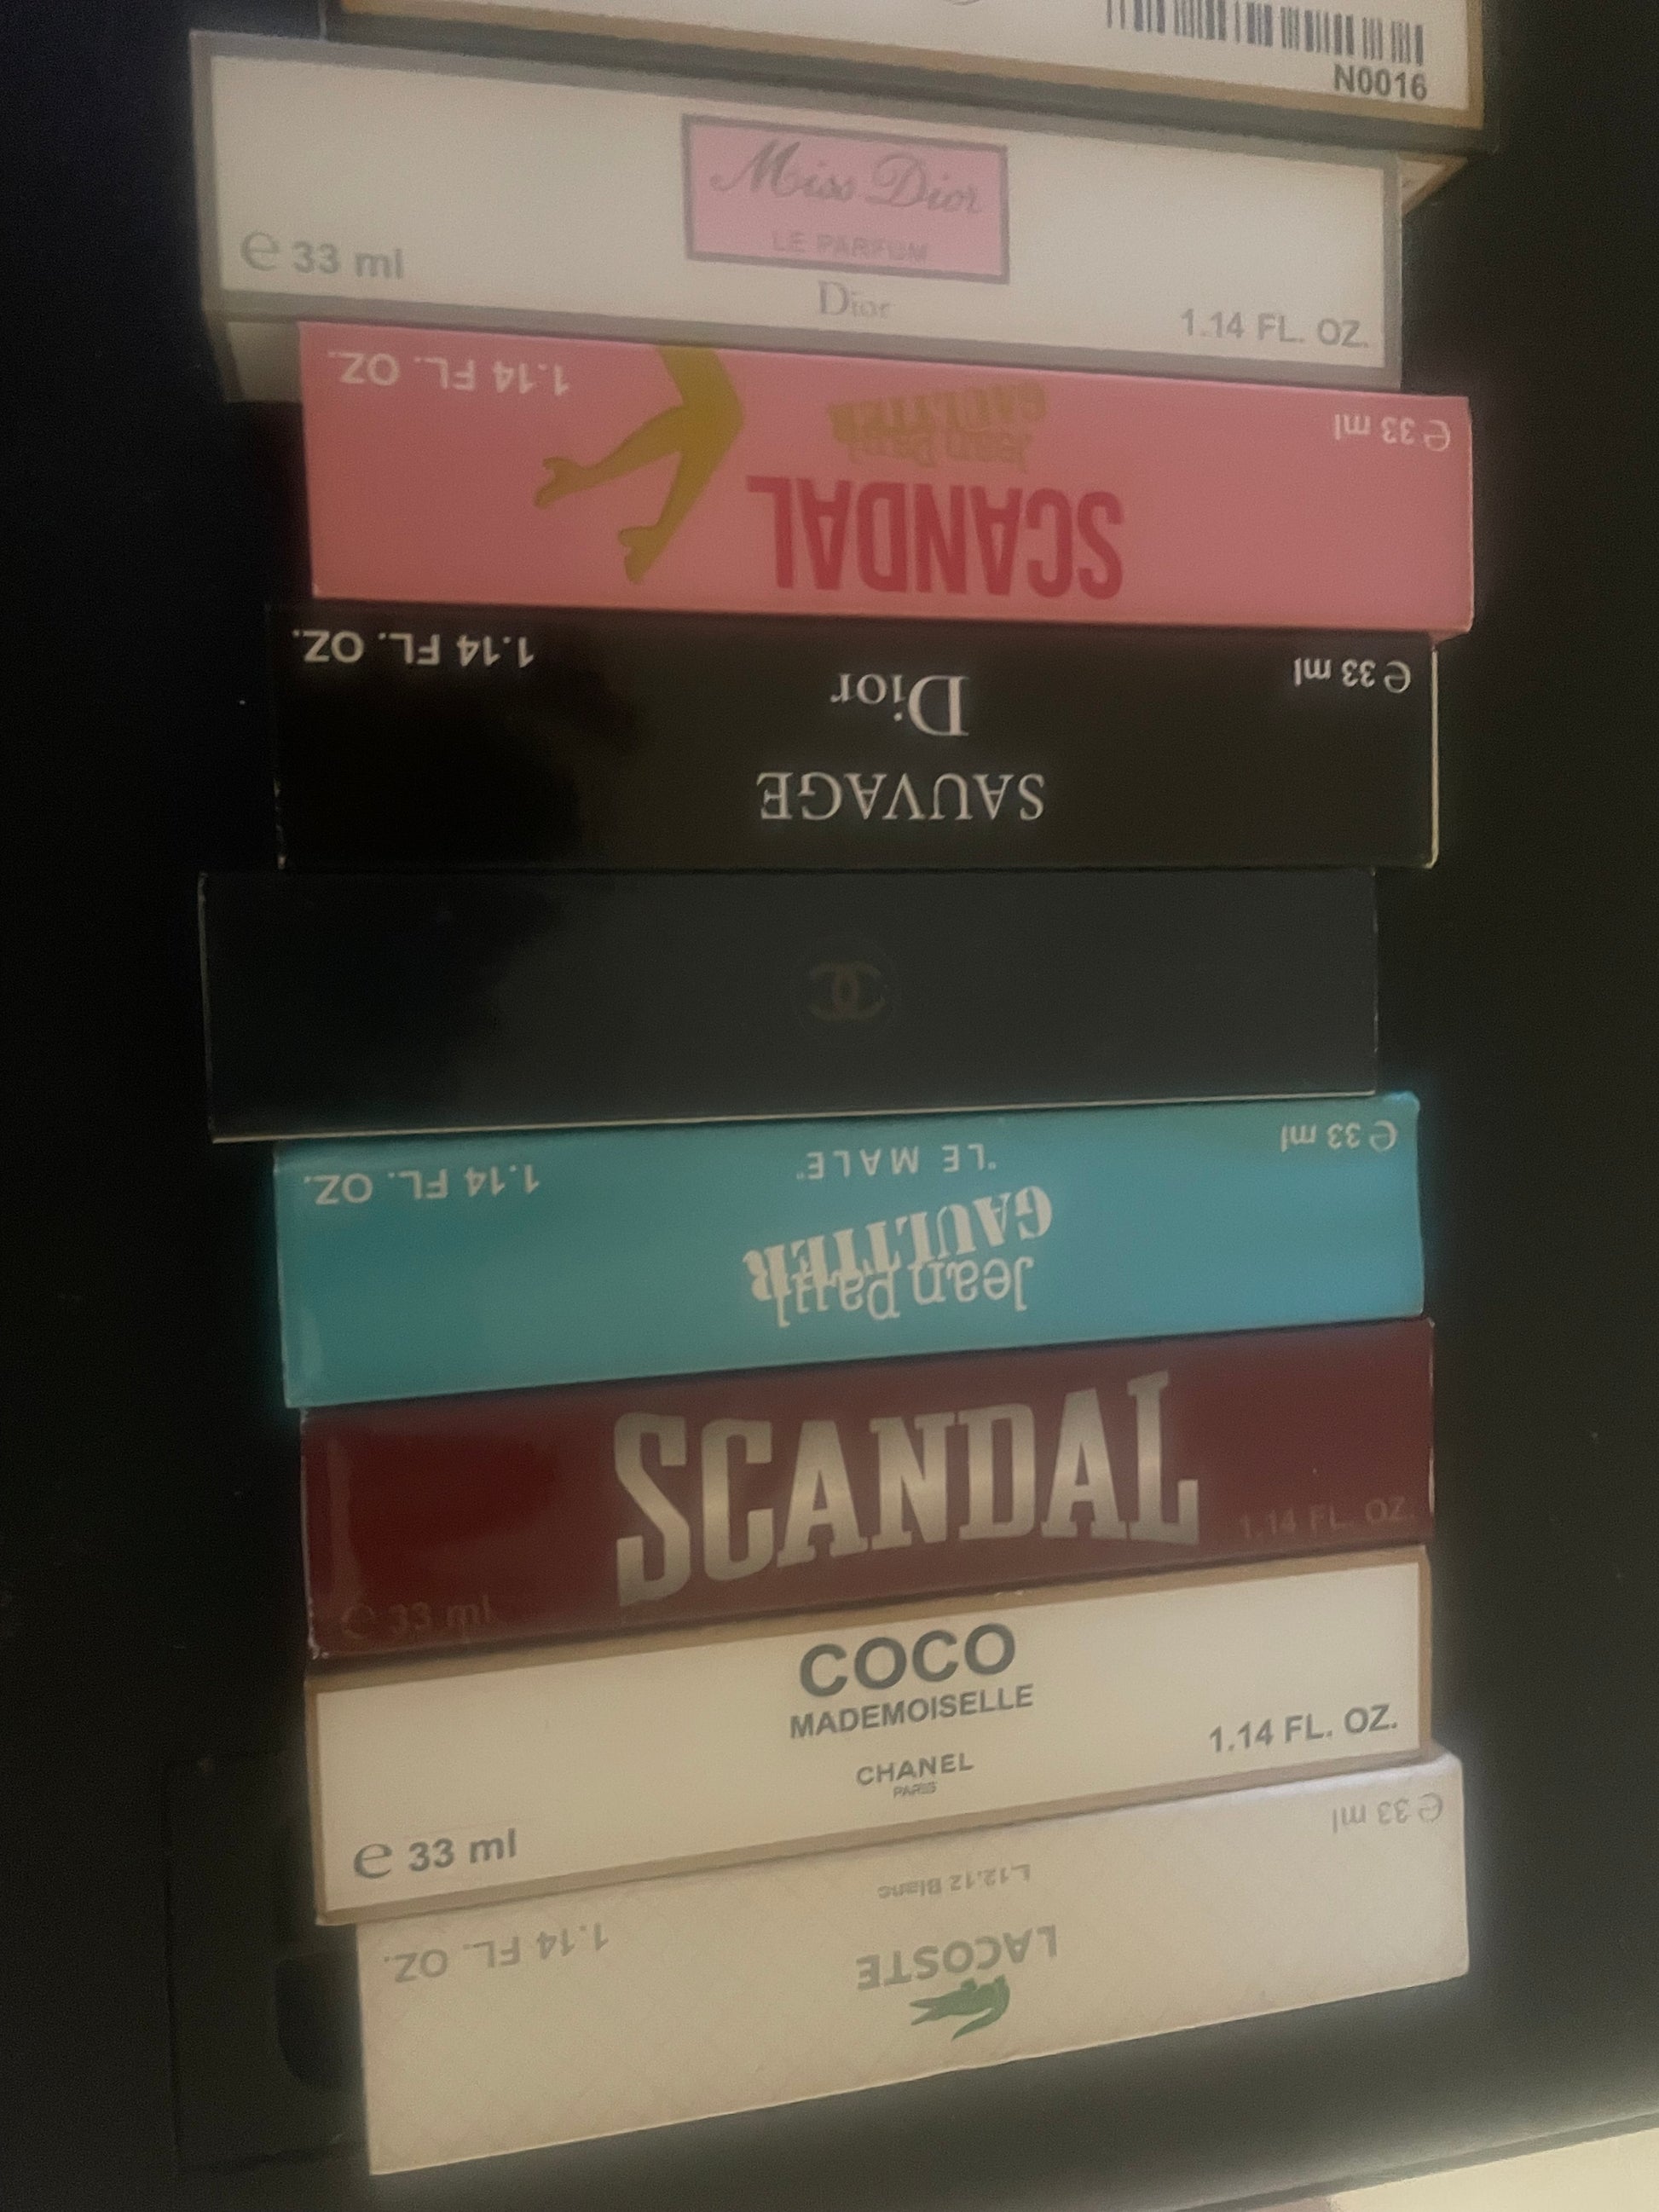 N0016
Miss Dior
LE PARFUM
Dior
℮ 33 ml
1.14 FL. OZ.
SCANDAL
Jean Paul
GAULTIER
℮ 33 ml
1.14 FL. OZ.
SAUVAGE
Dior
℮ 33 ml
1.14 FL. OZ.
Jean Paul
GAULTIER
"LE MALE"
℮ 33 ml
1.14 FL. OZ.
SCANDAL
℮ 33 ml
1.14 FL. OZ.
COCO
MADEMOISELLE
CHANEL
PARIS
℮ 33 ml
1.14 FL. OZ.
LACOSTE
L.12.12 Blanc
℮ 33 ml
1.14 FL. OZ.